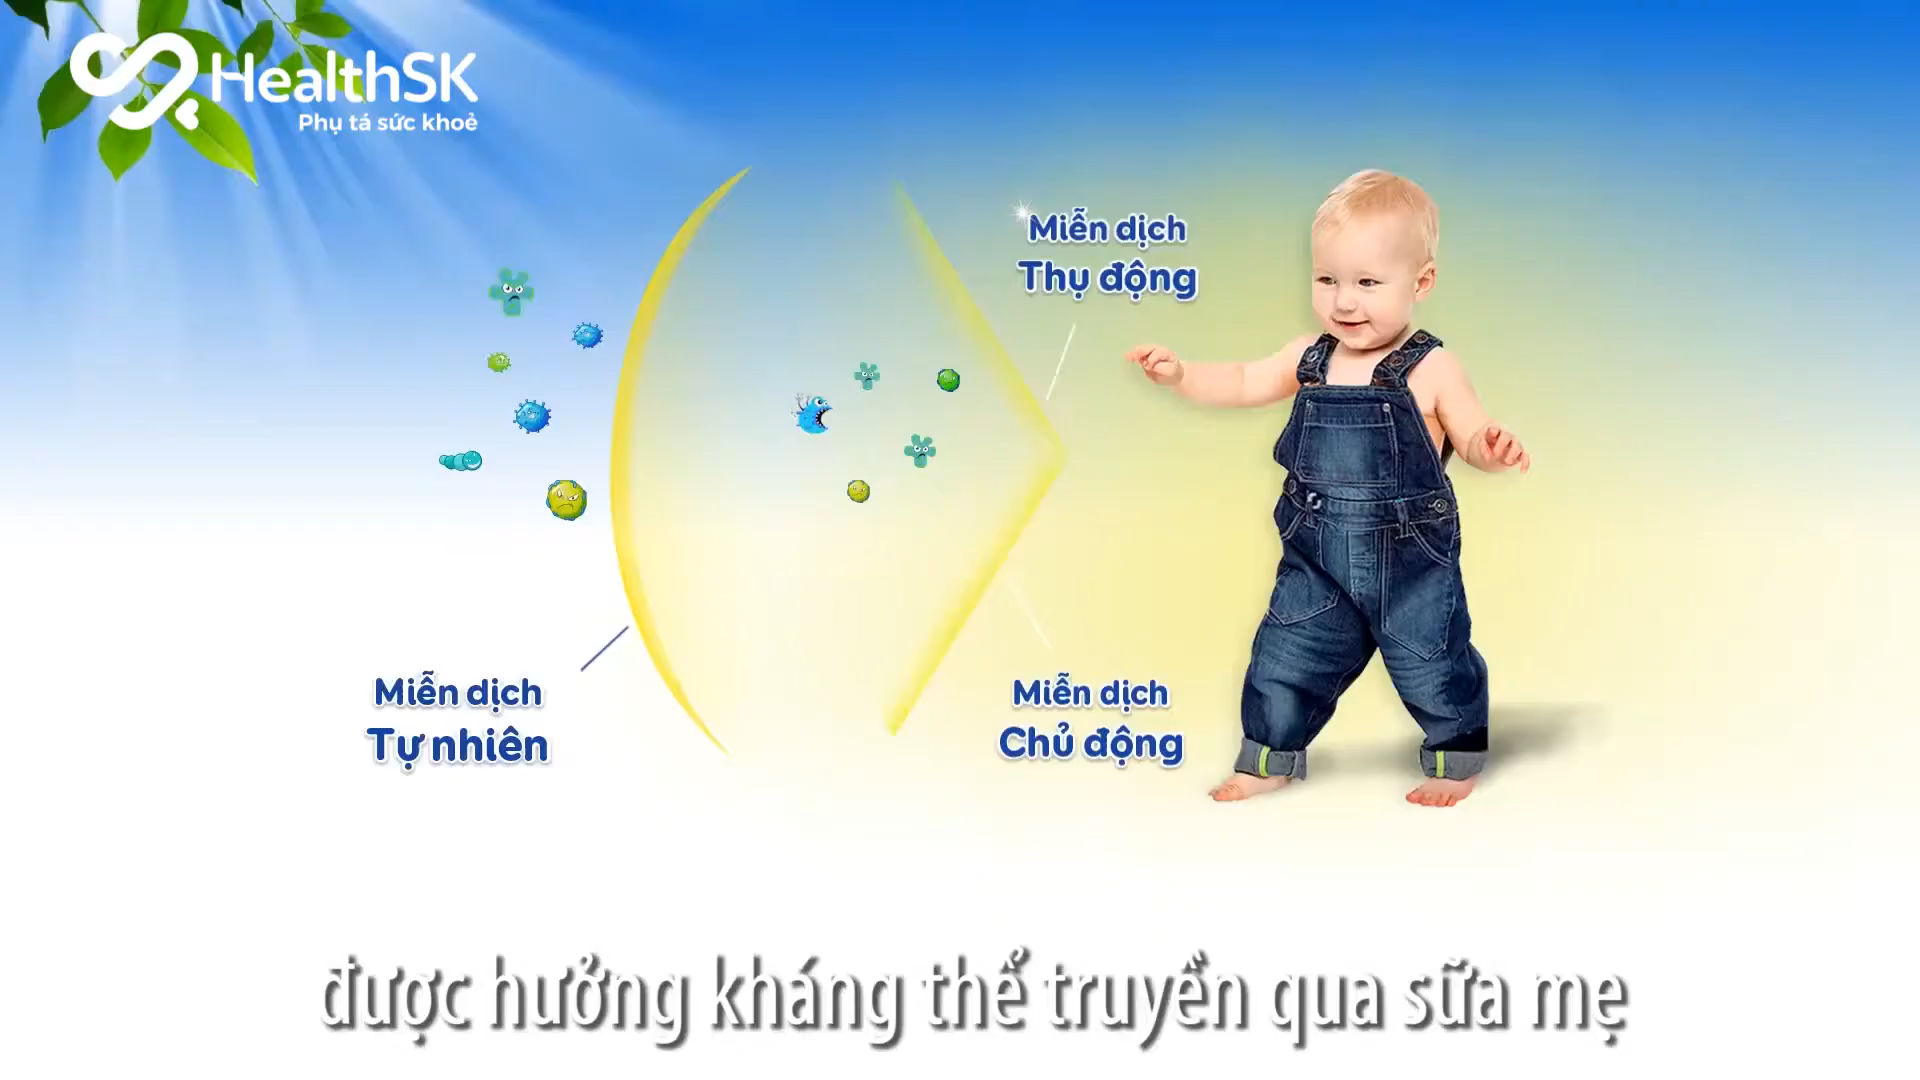 HealthSK
Phụ tá sức khoẻ
Miễn dịch
Thụ động
Miễn dịch
Tự nhiên
Miễn dịch
Chủ động
được hưởng kháng thể truyền qua sữa mẹ